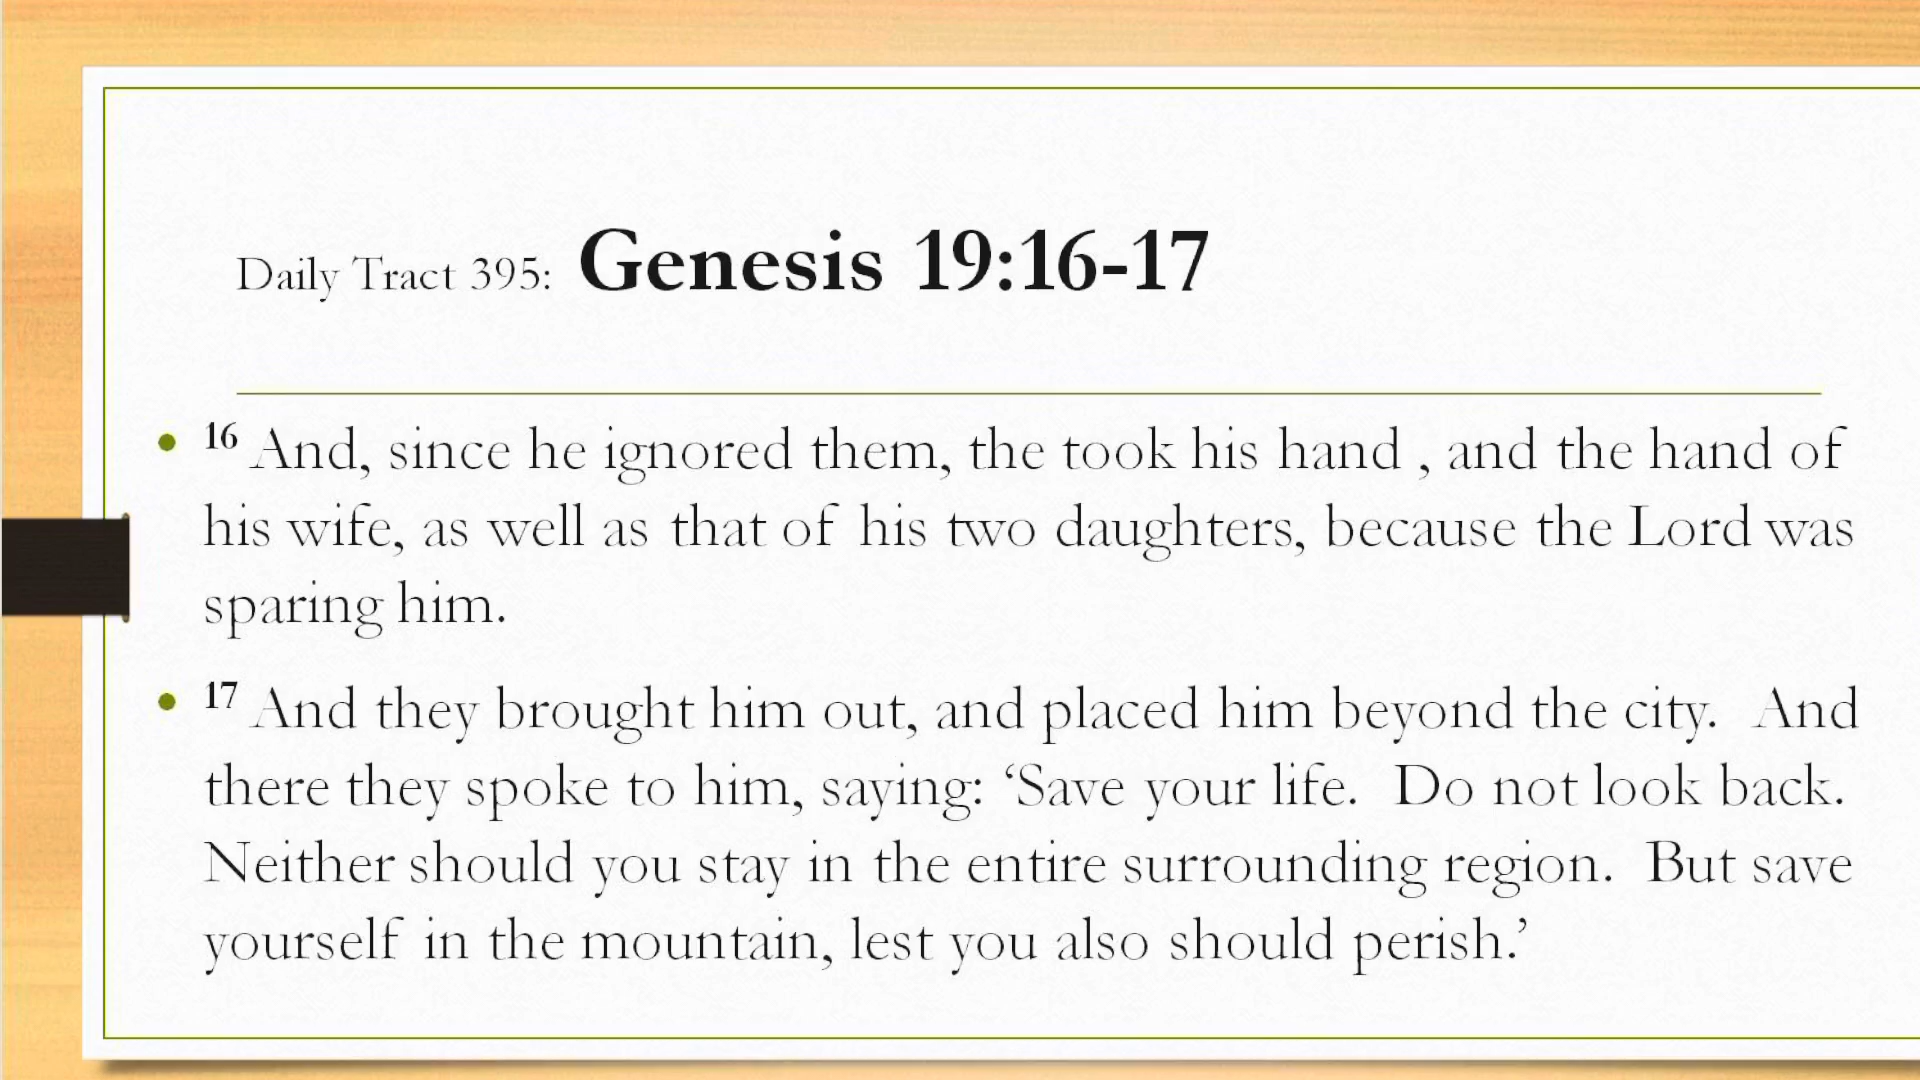 Daily Tract 395: Genesis 19:16-17
• 16 And, since he ignored them, the took his hand , and the hand of
his wife, as well as that of his two daughters, because the Lord was
sparing him.
• 17 And they brought him out, and placed him beyond the city. And
there they spoke to him, saying: ‘Save your life. Do not look back.
Neither should you stay in the entire surrounding region. But save
yourself in the mountain, lest you also should perish.’